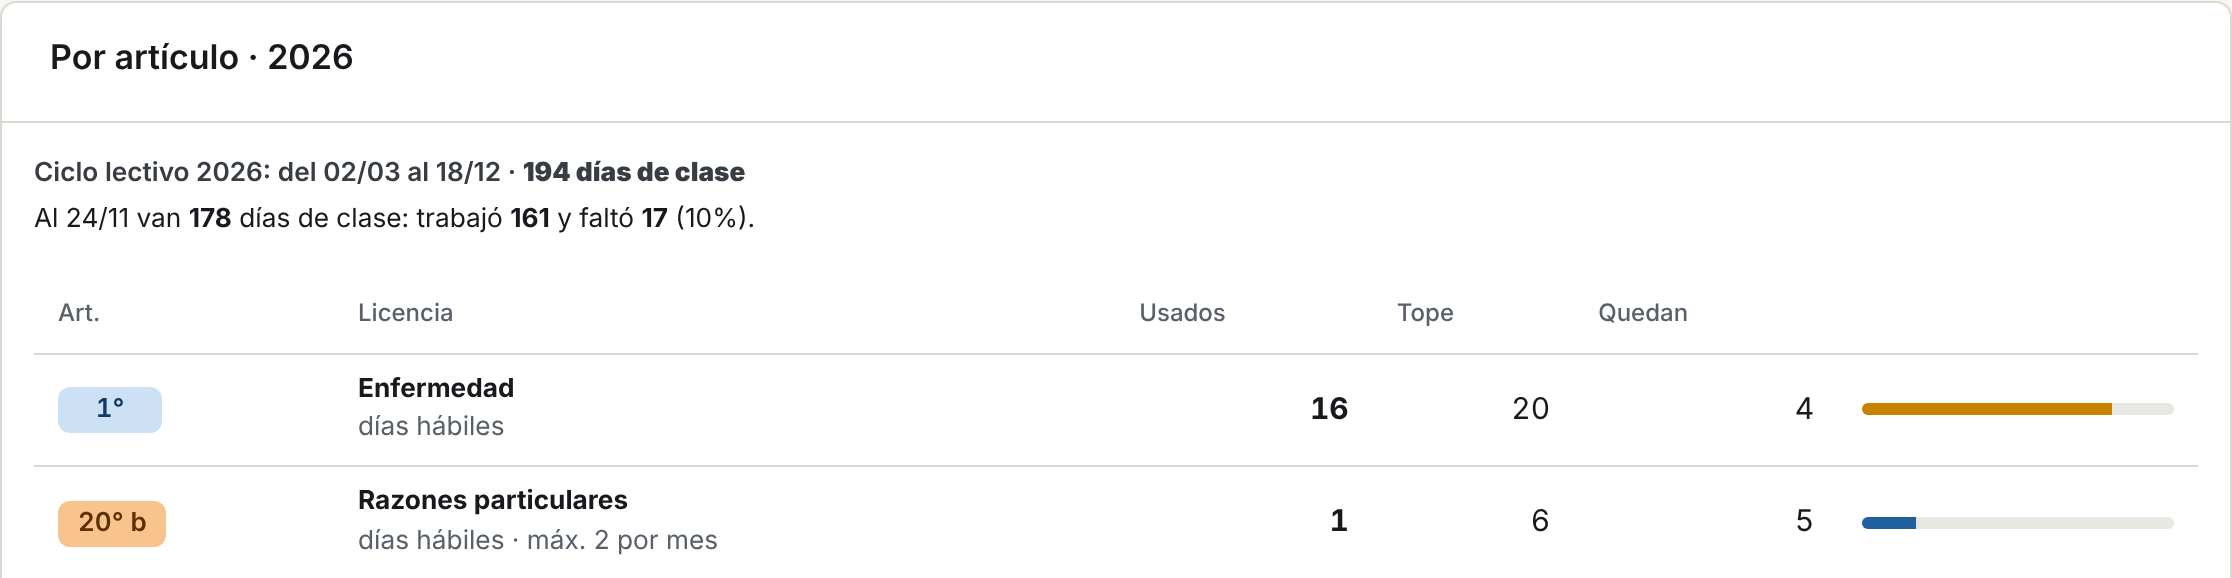 Por artículo · 2026
Ciclo lectivo 2026: del 02/03 al 18/12 · 194 días de clase
Al 24/11 van 178 días de clase: trabajó 161 y faltó 17 (10%).
Art. Licencia Usados Tope Quedan
1° Enfermedad 16 20 4
días hábiles
20° b Razones particulares 1 6 5
días hábiles · máx. 2 por mes